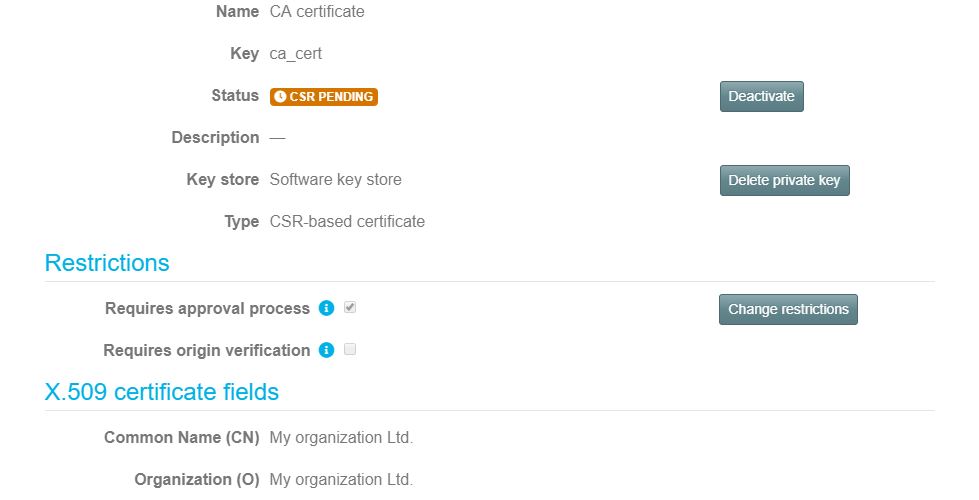 Name CA certificate
Key ca_cert
Status CSR PENDING Deactivate
Description —
Key store Software key store Delete private key
Type CSR-based certificate
Restrictions
Requires approval process Change restrictions
Requires origin verification
X.509 certificate fields
Common Name (CN) My organization Ltd.
Organization (O) My organization Ltd.